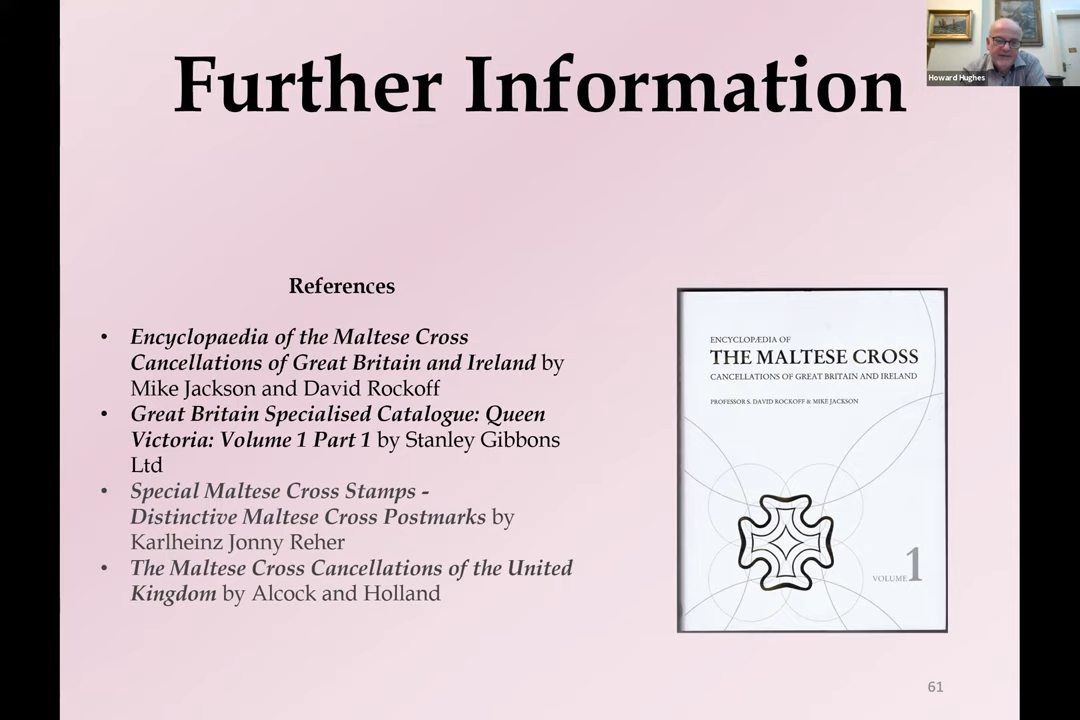 Further Information
Howard Hughes
References
• Encyclopaedia of the Maltese Cross
Cancellations of Great Britain and Ireland by
Mike Jackson and David Rockoff
• Great Britain Specialised Catalogue: Queen
Victoria: Volume 1 Part 1 by Stanley Gibbons
Ltd
• Special Maltese Cross Stamps -
Distinctive Maltese Cross Postmarks by
Karlheinz Jonny Reher
• The Maltese Cross Cancellations of the United
Kingdom by Alcock and Holland
ENCYCLOPÆDIA OF
THE MALTESE CROSS
CANCELLATIONS OF GREAT BRITAIN AND IRELAND
PROFESSOR S. DAVID ROCKOFF & MIKE JACKSON
VOLUME 1
61